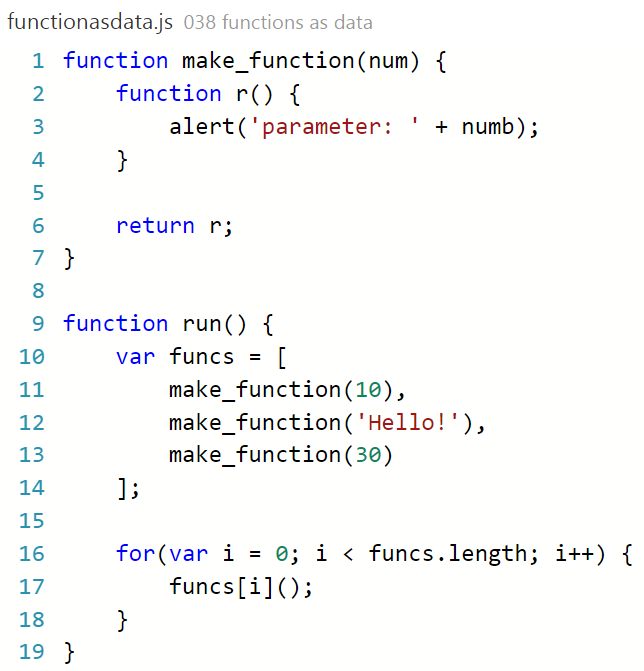 functionasdata.js 038 functions as data
1 function make_function(num) {
2     function r() {
3         alert('parameter: ' + numb);
4     }
5
6     return r;
7 }
8
9 function run() {
10     var funcs = [
11         make_function(10),
12         make_function('Hello!'),
13         make_function(30)
14     ];
15
16     for(var i = 0; i < funcs.length; i++) {
17         funcs[i]();
18     }
19 }